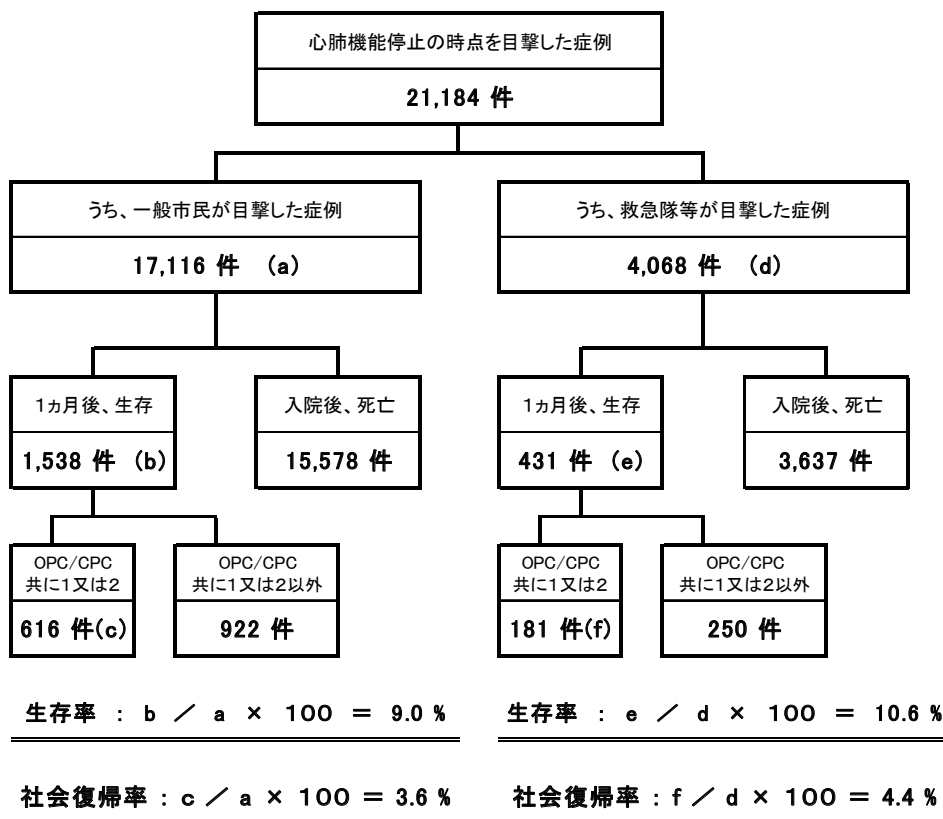 心肺機能停止の時点を目撃した症例
21,184 件
うち、一般市民が目撃した症例
17,116 件 (a)
うち、救急隊等が目撃した症例
4,068 件 (d)
1ヵ月後、生存
1,538 件 (b)
入院後、死亡
15,578 件
1ヵ月後、生存
431 件 (e)
入院後、死亡
3,637 件
OPC/CPC
共に1又は2
616 件(c)
OPC/CPC
共に1又は2以外
922 件
OPC/CPC
共に1又は2
181 件(f)
OPC/CPC
共に1又は2以外
250 件
生存率 : b / a × 100 = 9.0 %
生存率 : e / d × 100 = 10.6 %
社会復帰率 : c / a × 100 = 3.6 %
社会復帰率 : f / d × 100 = 4.4 %